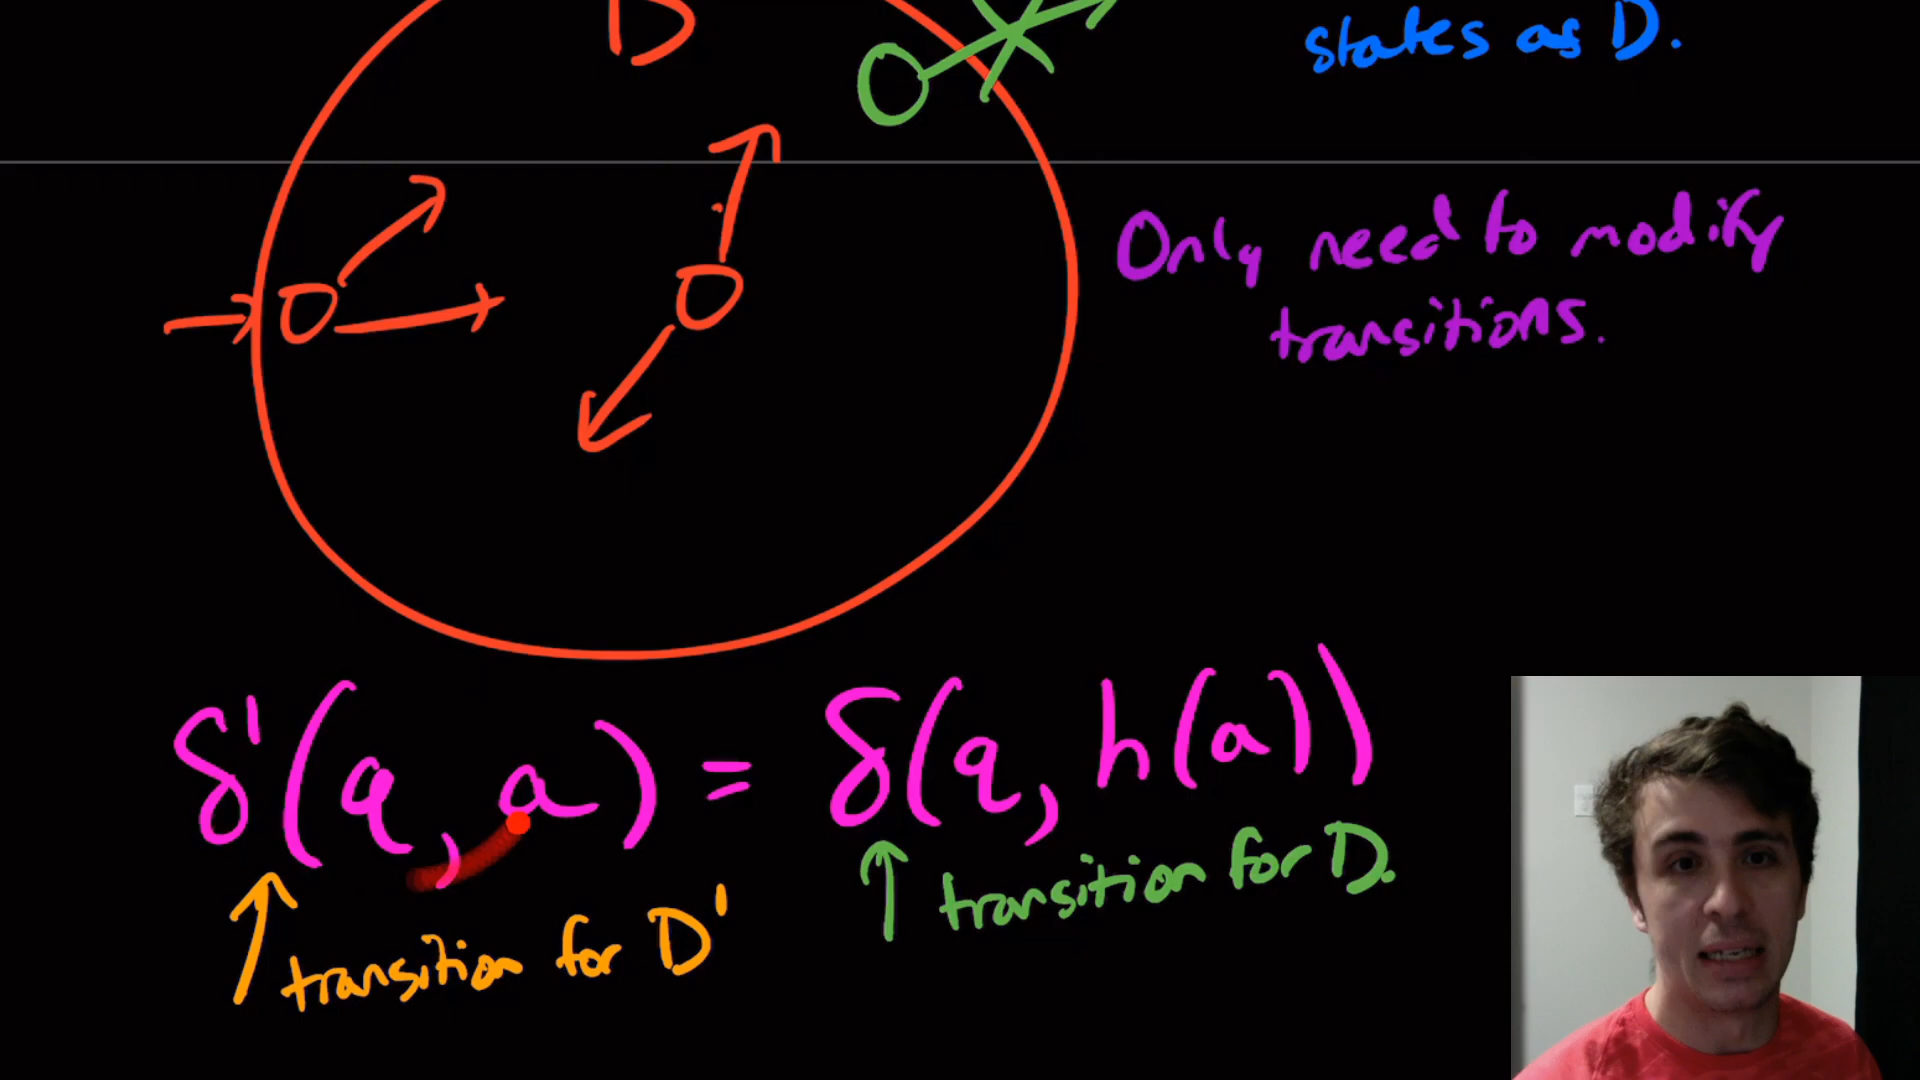 D
states as D.
Only need to modify
transitions.
δ'(q, a) = δ(q, h(a))
transition for D.
transition for D'